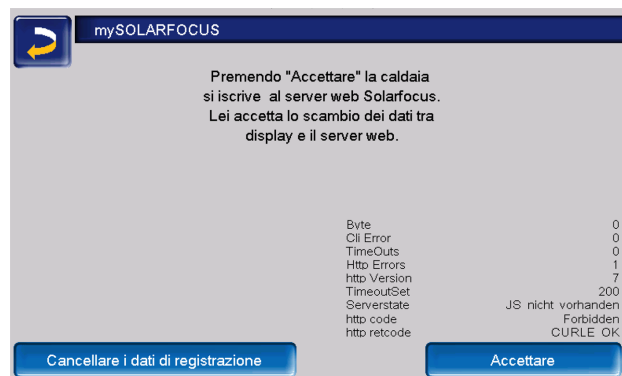 mySOLARFOCUS
Premendo "Accettare" la caldaia
si iscrive al server web Solarfocus.
Lei accetta lo scambio dei dati tra
display e il server web.
Byte 0
Cli Error 0
TimeOuts 0
Http Errors 1
http Version 7
TimeoutSet 200
Serverstate JS nicht vorhanden
http code Forbidden
http retcode CURLE OK
Cancellare i dati di registrazione
Accettare